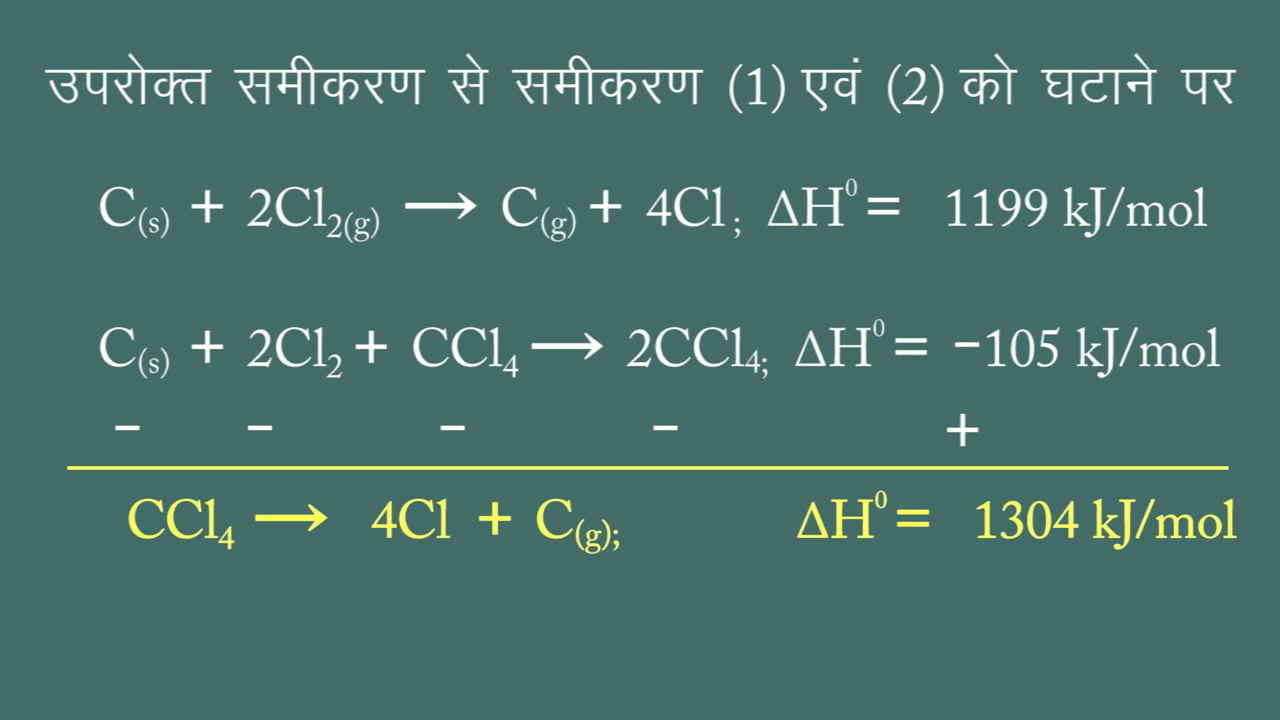 उपरोक्त समीकरण से समीकरण (1) एवं (2) को घटाने पर
C(s) + 2Cl2(g) ⟶ C(g) + 4Cl ; ΔH⁰ = 1199 kJ/mol
C(s) + 2Cl2 + CCl4 ⟶ 2CCl4; ΔH⁰ = -105 kJ/mol
- - - - +
CCl4 ⟶ 4Cl + C(g); ΔH⁰ = 1304 kJ/mol